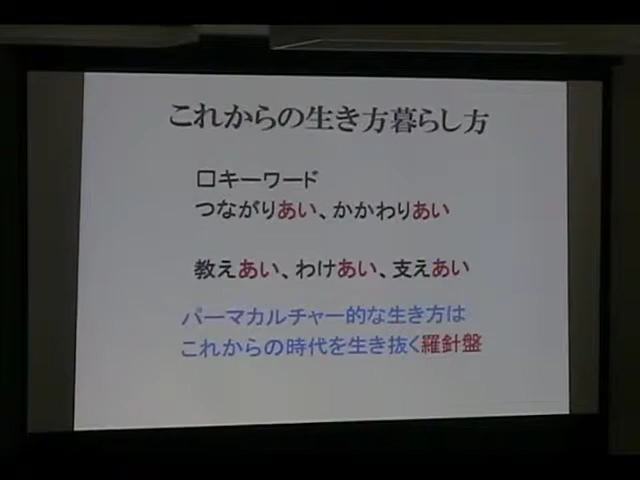 これからの生き方暮らし方
□キーワード
つながりあい、かかわりあい
教えあい、わけあい、支えあい
パーマカルチャー的な生き方は
これからの時代を生き抜く羅針盤